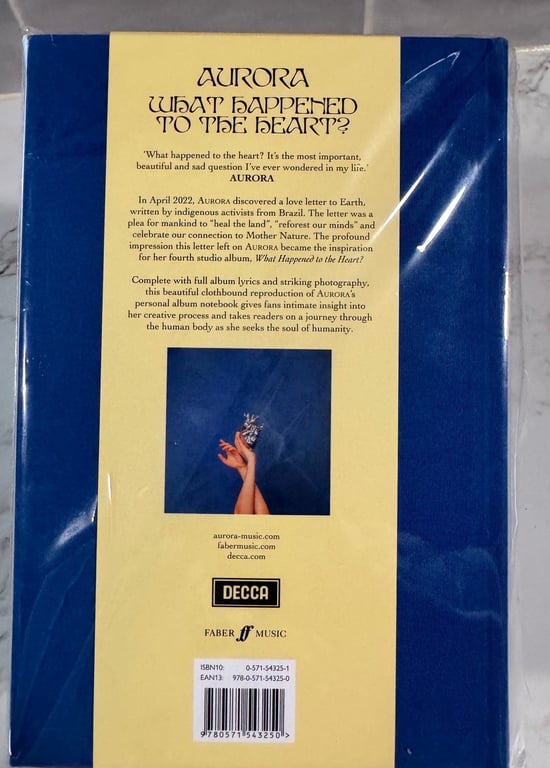 AURORA
WHAT HAPPENED
TO THE HEART?
'What happened to the heart? It's the most important,
beautiful and sad question I've ever wondered in my life.'
AURORA
In April 2022, AURORA discovered a love letter to Earth,
written by indigenous activists from Brazil. The letter was a
plea for mankind to "heal the land", "reforest our minds" and
celebrate our connection to Mother Nature. The profound
impression this letter left on AURORA became the inspiration
for her fourth studio album, What Happened to the Heart?
Complete with full album lyrics and striking photography,
this beautiful clothbound reproduction of AURORA's
personal album notebook gives fans intimate insight into
her creative process and takes readers on a journey through
the human body as she seeks the soul of humanity.
aurora-music.com
fabermusic.com
decca.com
DECCA
FABER ff MUSIC
ISBN10: 0-571-54325-1
EAN13: 978-0-571-54325-0
9 780571 543250 >